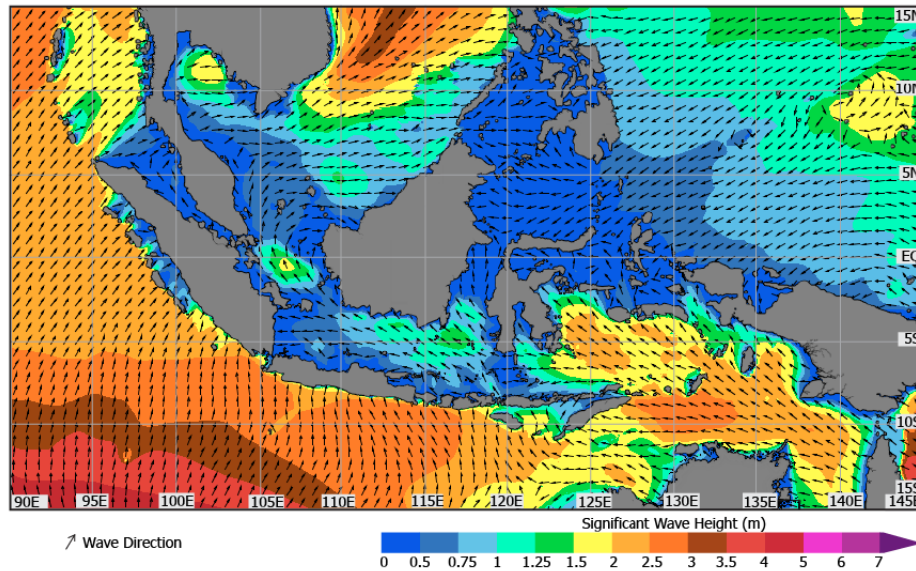 15N
10N
5N
EQ
5S
10S
15S
90E 95E 100E 105E 110E 115E 120E 125E 130E 135E 140E 145E
Significant Wave Height (m)
Wave Direction
0 0.5 0.75 1 1.25 1.5 2 2.5 3 3.5 4 5 6 7